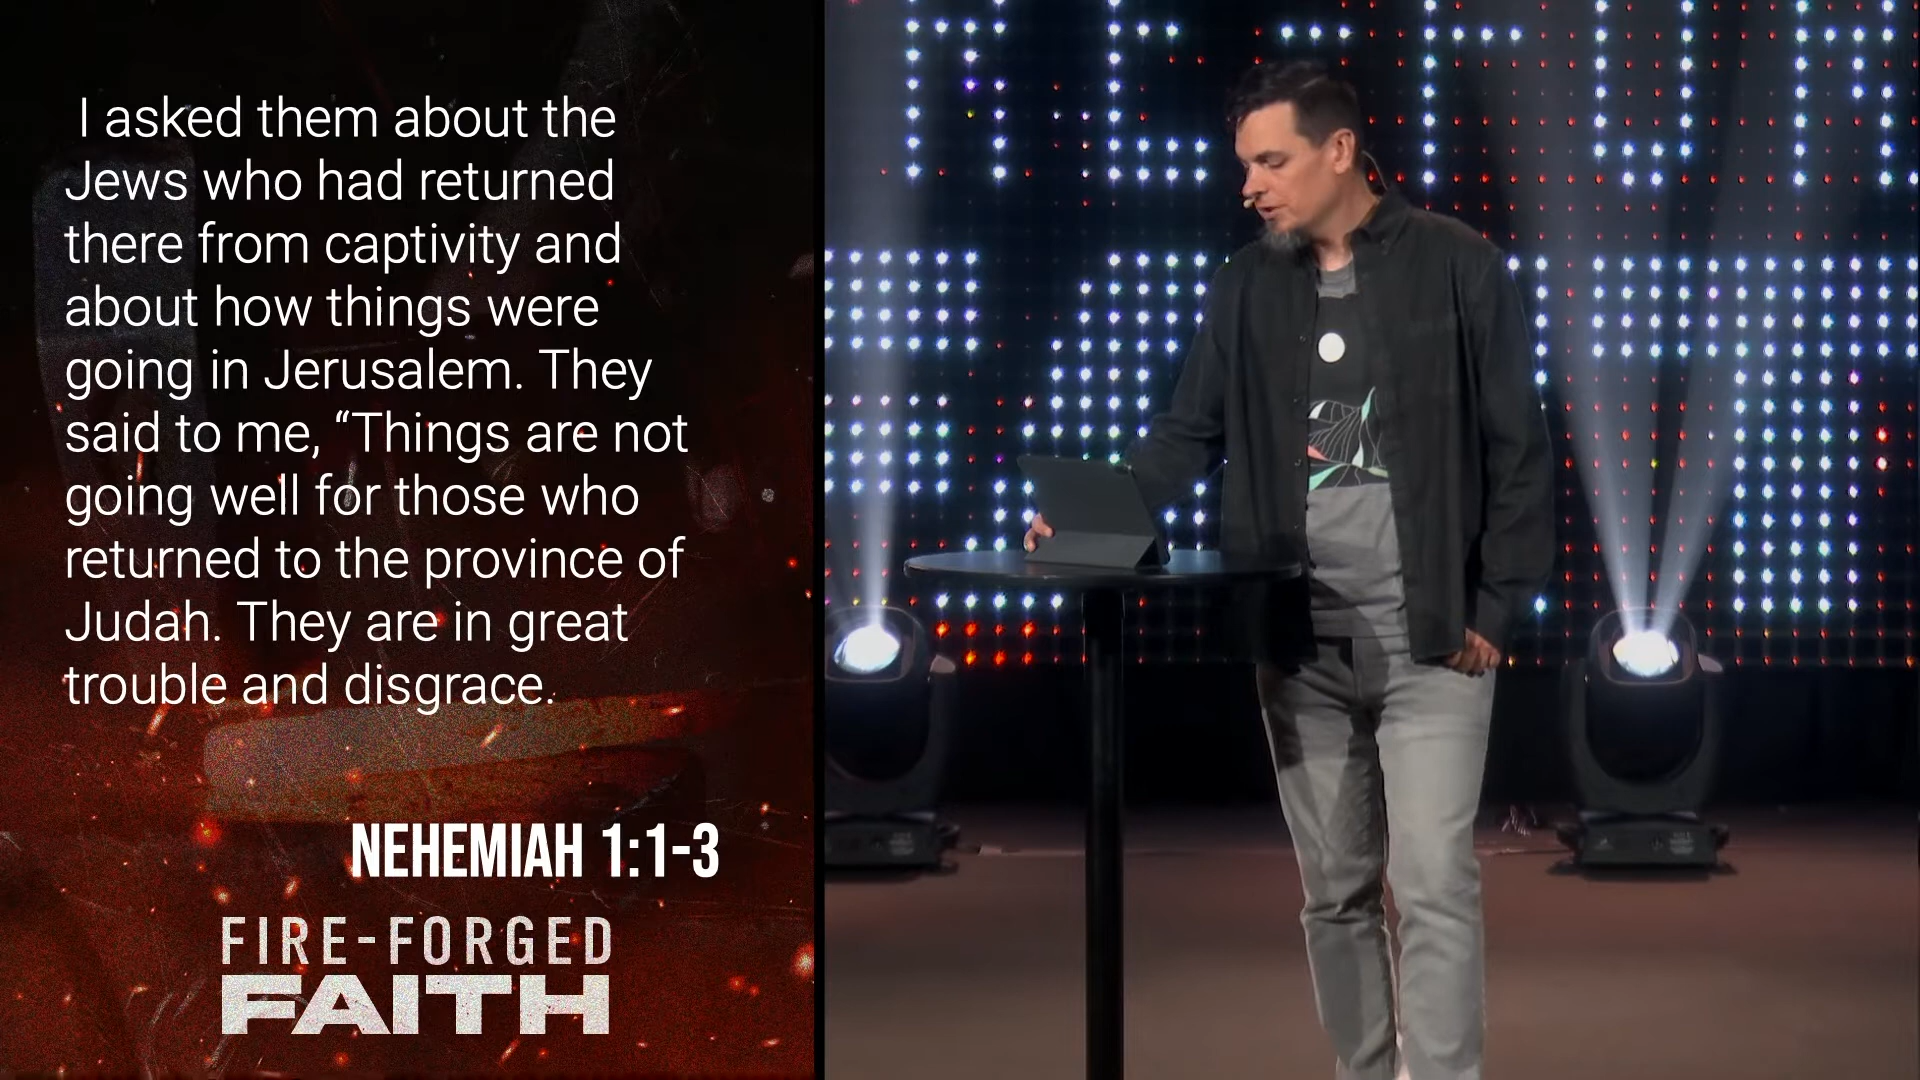 I asked them about the
Jews who had returned
there from captivity and
about how things were
going in Jerusalem. They
said to me, “Things are not
going well for those who
returned to the province of
Judah. They are in great
trouble and disgrace.
NEHEMIAH 1:1-3
FIRE-FORGED
FAITH